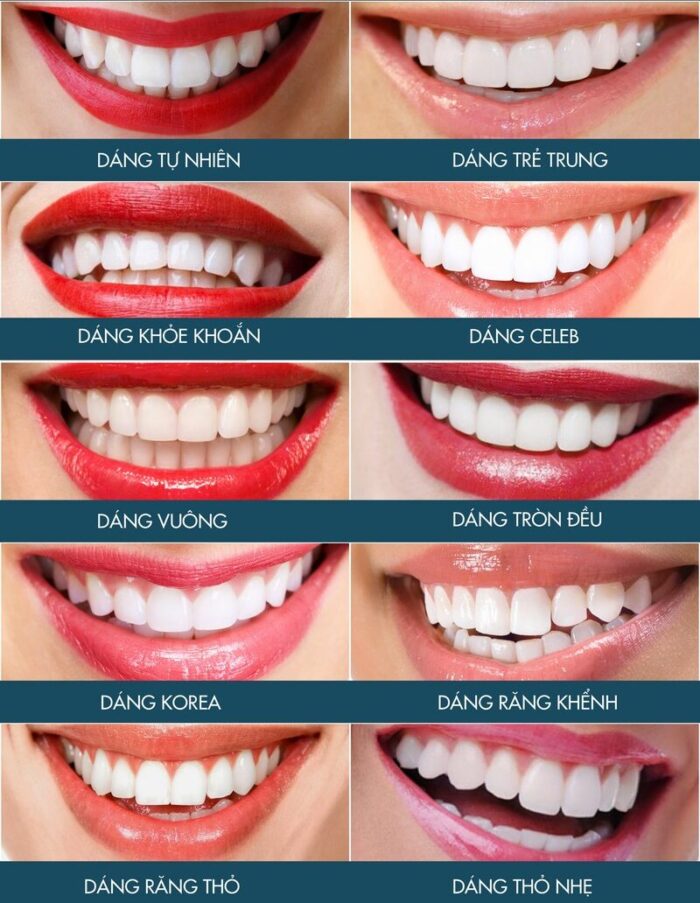 DÁNG TỰ NHIÊN
DÁNG TRẺ TRUNG
DÁNG KHỎE KHOẮN
DÁNG CELEB
DÁNG VUÔNG
DÁNG TRÒN ĐỀU
DÁNG KOREA
DÁNG RĂNG KHỂNH
DÁNG RĂNG THỎ
DÁNG THỎ NHẸ